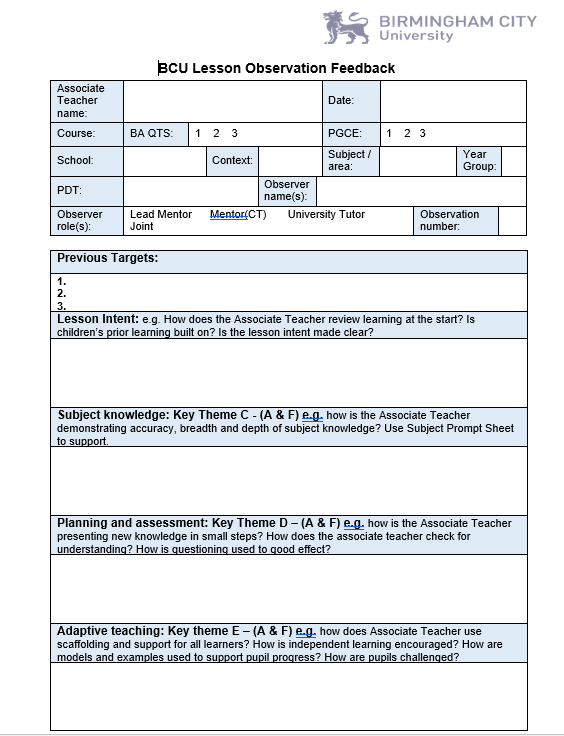 BIRMINGHAM CITY
University
BCU Lesson Observation Feedback
Associate
Teacher
name:
Date:
Course: BA QTS: 1 2 3 PGCE: 1 2 3
School: Context: Subject /
area: Year
Group:
PDT: Observer
name(s):
Observer
role(s): Lead Mentor Mentor(CT) University Tutor
Joint Observation
number:
Previous Targets:
1.
2.
3.
Lesson Intent: e.g. How does the Associate Teacher review learning at the start? Is
children's prior learning built on? Is the lesson intent made clear?
Subject knowledge: Key Theme C - (A & F) e.g. how is the Associate Teacher
demonstrating accuracy, breadth and depth of subject knowledge? Use Subject Prompt Sheet
to support.
Planning and assessment: Key Theme D – (A & F) e.g. how is the Associate Teacher
presenting new knowledge in small steps? How does the associate teacher check for
understanding? How is questioning used to good effect?
Adaptive teaching: Key theme E – (A & F) e.g. how does Associate Teacher use
scaffolding and support for all learners? How is independent learning encouraged? How are
models and examples used to support pupil progress? How are pupils challenged?